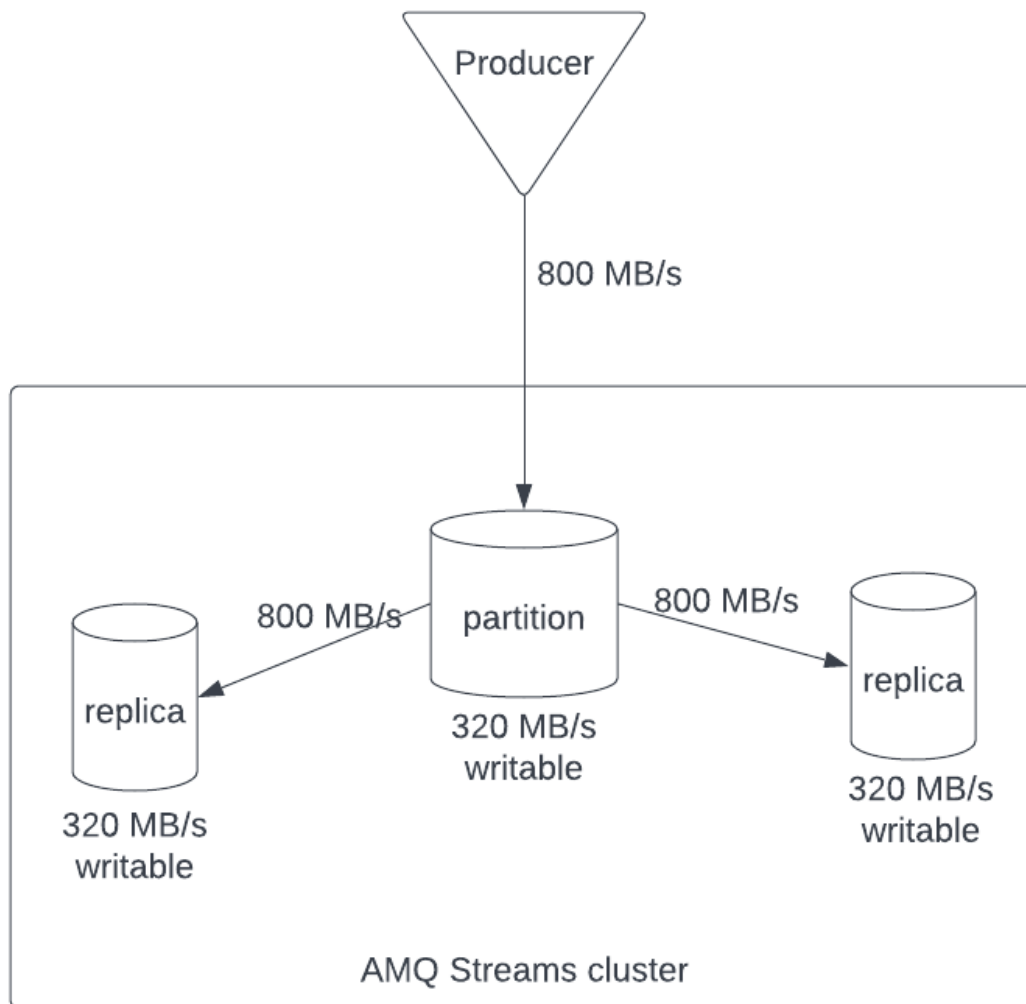 Producer
800 MB/s
800 MB/s
800 MB/s
partition
replica
replica
320 MB/s
writable
320 MB/s
writable
320 MB/s
writable
AMQ Streams cluster